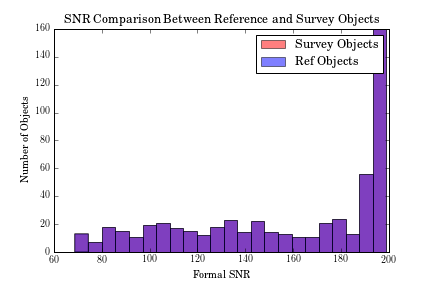 SNR Comparison Between Reference and Survey Objects
160
140
120
100
80
60
40
20
0
Number of Objects
Survey Objects
Ref Objects
60 80 100 120 140 160 180 200
Formal SNR